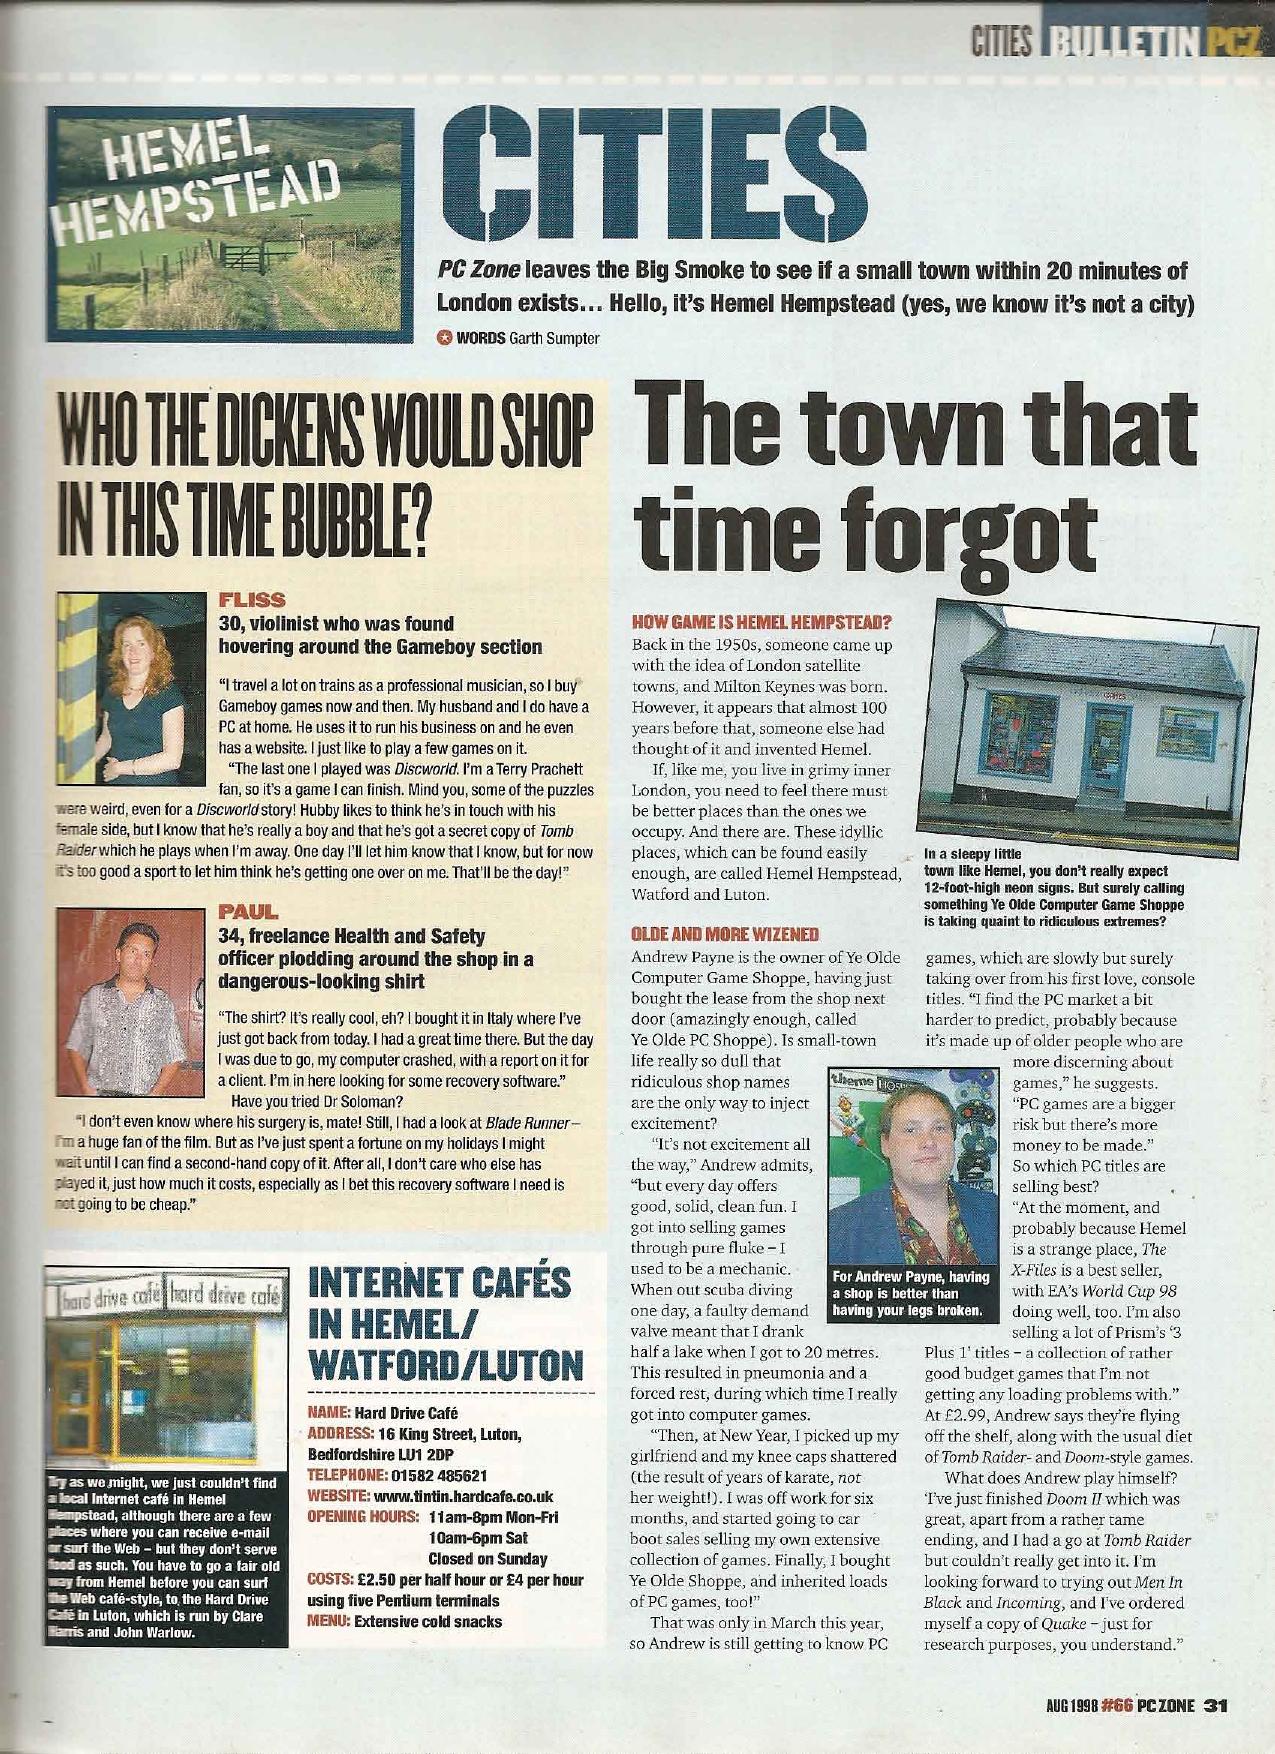 CITIES BULLETIN PCZ
HEMEL
HEMPSTEAD
CITIES
PC Zone leaves the Big Smoke to see if a small town within 20 minutes of
London exists... Hello, it's Hemel Hempstead (yes, we know it's not a city)
WORDS Garth Sumpter
WHO THE DICKENS WOULD SHOP
IN THIS TIME BUBBLE?
FLISS
30, violinist who was found
hovering around the Gameboy section
“I travel a lot on trains as a professional musician, so I buy
Gameboy games now and then. My husband and I do have a
PC at home. He uses it to run his business on and he even
has a website. I just like to play a few games on it.
“The last one I played was Discworld. I'm a Terry Prachett
fan, so it's a game I can finish. Mind you, some of the puzzles
were weird, even for a Discworld story! Hubby likes to think he's in touch with his
female side, but I know that he's really a boy and that he's got a secret copy of Tomb
Raider which he plays when I'm away. One day I'll let him know that I know, but for now
it's too good a sport to let him think he's getting one over on me. That'll be the day!”
PAUL
34, freelance Health and Safety
officer plodding around the shop in a
dangerous-looking shirt
“The shirt? It's really cool, eh? I bought it in Italy where I've
just got back from today. I had a great time there. But the day
I was due to go, my computer crashed, with a report on it for
a client. I'm in here looking for some recovery software.”
Have you tried Dr Soloman?
“I don't even know where his surgery is, mate! Still, I had a look at Blade Runner –
I'm a huge fan of the film. But as I've just spent a fortune on my holidays I might
wait until I can find a second-hand copy of it. After all, I don't care who else has
played it, just how much it costs, especially as I bet this recovery software I need is
not going to be cheap.”
hard drive café hard drive café
Try as we might, we just couldn't find
a local Internet café in Hemel
Hempstead, although there are a few
places where you can receive e-mail
or surf the Web – but they don't serve
food as such. You have to go a fair old
way from Hemel before you can surf
the Web café-style, to, the Hard Drive
Café in Luton, which is run by Clare
Harris and John Warlow.
INTERNET CAFÉS
IN HEMEL/
WATFORD/LUTON
NAME: Hard Drive Café
ADDRESS: 16 King Street, Luton,
Bedfordshire LU1 2DP
TELEPHONE: 01582 485621
WEBSITE: www.tintin.hardcafe.co.uk
OPENING HOURS: 11am-8pm Mon-Fri
10am-6pm Sat
Closed on Sunday
COSTS: £2.50 per half hour or £4 per hour
using five Pentium terminals
MENU: Extensive cold snacks
The town that
time forgot
HOW GAME IS HEMEL HEMPSTEAD?
Back in the 1950s, someone came up
with the idea of London satellite
towns, and Milton Keynes was born.
However, it appears that almost 100
years before that, someone else had
thought of it and invented Hemel.
If, like me, you live in grimy inner
London, you need to feel there must
be better places than the ones we
occupy. And there are. These idyllic
places, which can be found easily
enough, are called Hemel Hempstead,
Watford and Luton.
OLDE AND MORE WIZENED
Andrew Payne is the owner of Ye Olde
Computer Game Shoppe, having just
bought the lease from the shop next
door (amazingly enough, called
Ye Olde PC Shoppe). Is small-town
life really so dull that
ridiculous shop names
are the only way to inject
excitement?
“It's not excitement all
the way,” Andrew admits,
“but every day offers
good, solid, clean fun. I
got into selling games
through pure fluke – I
used to be a mechanic.
When out scuba diving
one day, a faulty demand
valve meant that I drank
half a lake when I got to 20 metres.
This resulted in pneumonia and a
forced rest, during which time I really
got into computer games.
“Then, at New Year, I picked up my
girlfriend and my knee caps shattered
(the result of years of karate, not
her weight!). I was off work for six
months, and started going to car
boot sales selling my own extensive
collection of games. Finally, I bought
Ye Olde Shoppe, and inherited loads
of PC games, too!”
That was only in March this year,
so Andrew is still getting to know PC
GAMES
In a sleepy little
town like Hemel, you don't really expect
12-foot-high neon signs. But surely calling
something Ye Olde Computer Game Shoppe
is taking quaint to ridiculous extremes?
games, which are slowly but surely
taking over from his first love, console
titles. “I find the PC market a bit
harder to predict, probably because
it's made up of older people who are
more discerning about
games,” he suggests.
“PC games are a bigger
risk but there's more
money to be made.”
So which PC titles are
selling best?
“At the moment, and
probably because Hemel
is a strange place, The
X-Files is a best seller,
with EA's World Cup 98
doing well, too. I'm also
selling a lot of Prism's ‘3
Plus 1’ titles – a collection of rather
good budget games that I'm not
getting any loading problems with.”
At £2.99, Andrew says they're flying
off the shelf, along with the usual diet
of Tomb Raider- and Doom-style games.
What does Andrew play himself?
‘I've just finished Doom II which was
great, apart from a rather tame
ending, and I had a go at Tomb Raider
but couldn't really get into it. I'm
looking forward to trying out Men In
Black and Incoming, and I've ordered
myself a copy of Quake – just for
research purposes, you understand.”
theme HOS
For Andrew Payne, having
a shop is better than
having your legs broken.
AUG 1998 #66 PC ZONE 31